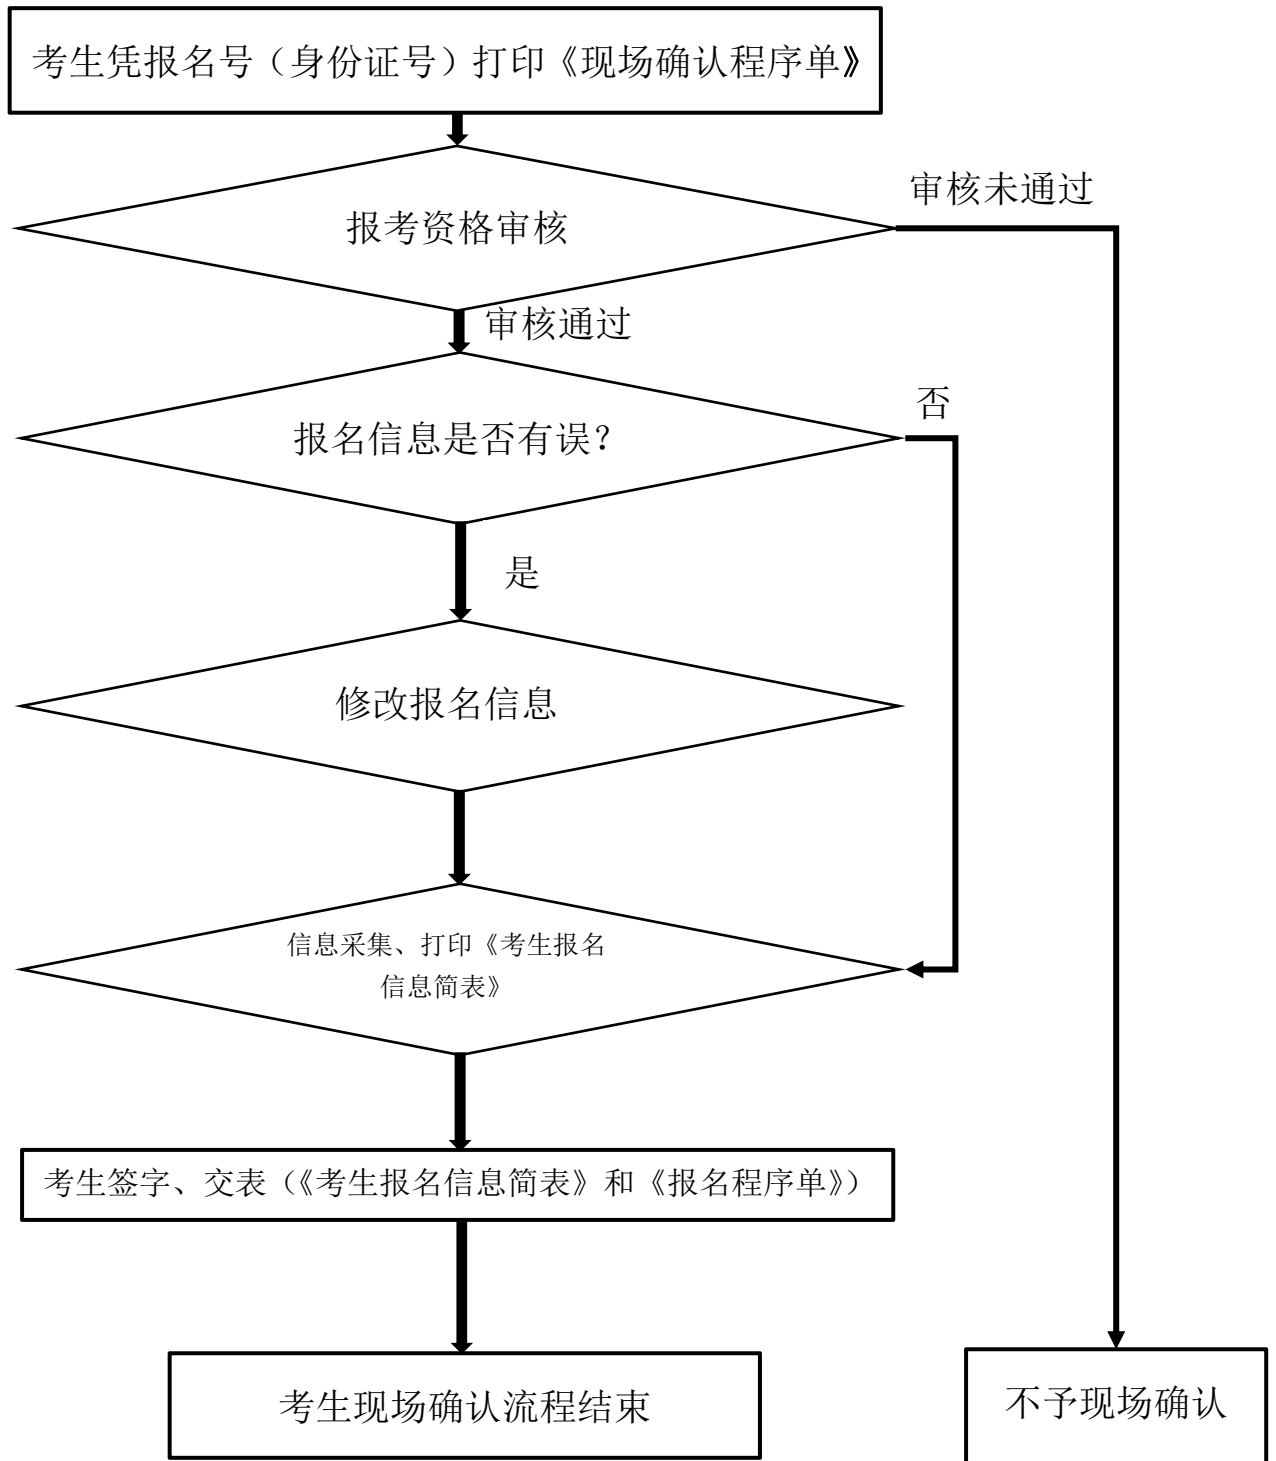 考生凭报名号（身份证号）打印《现场确认程序单》
审核未通过
报考资格审核
审核通过
否
报名信息是否有误？
是
修改报名信息
信息采集、打印《考生报名
信息简表》
考生签字、交表（《考生报名信息简表》和《报名程序单》）
考生现场确认流程结束
不予现场确认